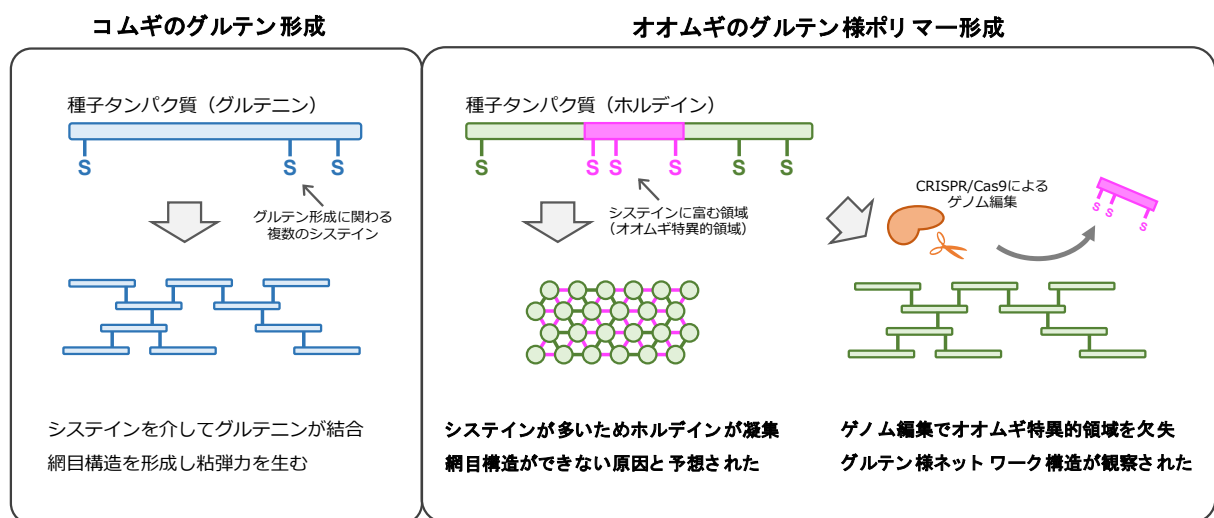 コムギのグルテン形成
種子タンパク質（グルテニン）
S
S
S
グルテン形成に関わる
複数のシステイン
システインを介してグルテニンが結合
網目構造を形成し粘弾力を生む
オオムギのグルテン様ポリマー形成
種子タンパク質（ホルデイン）
S
S
S
S
S
S
システインに富む領域
（オオムギ特異的領域）
システインが多いためホルデインが凝集
網目構造ができない原因と予想された
CRISPR/Cas9による
ゲノム編集
S
S
S
ゲノム編集でオオムギ特異的領域を欠失
グルテン様ネットワーク構造が観察された